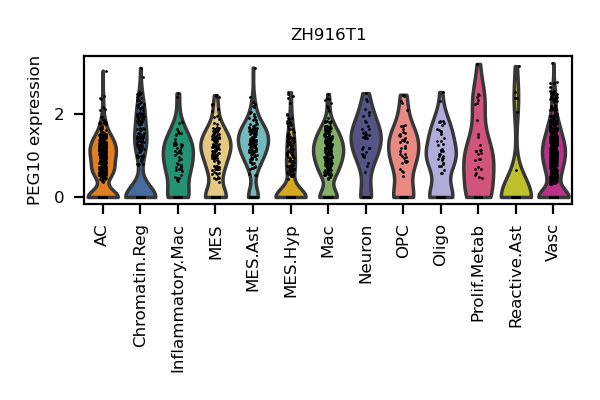 ZH916T1
PEG10 expression
2
0
AC
Chromatin.Reg
Inflammatory.Mac
MES
MES.Ast
MES.Hyp
Mac
Neuron
OPC
Oligo
Prolif.Metab
Reactive.Ast
Vasc